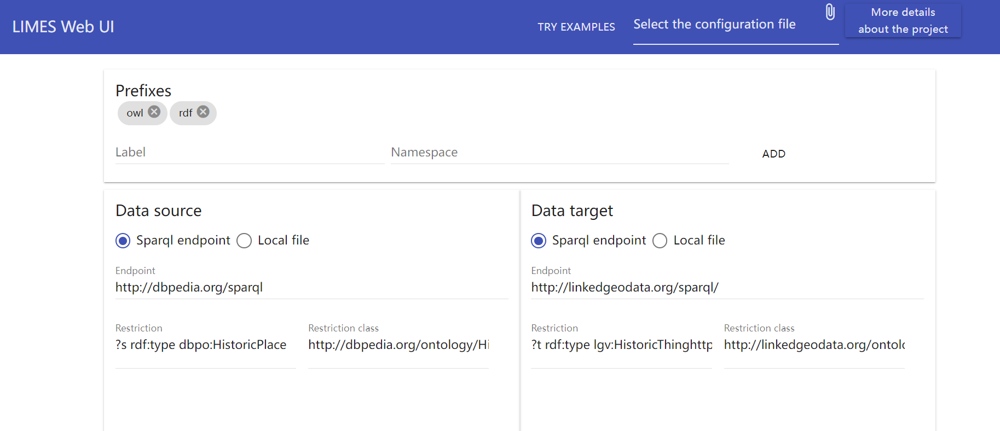 LIMES Web UI
TRY EXAMPLES
Select the configuration file
More details
about the project
Prefixes
owl
rdf
Label
Namespace
ADD
Data source
Sparql endpoint
Local file
Endpoint
http://dbpedia.org/sparql
Restriction
?s rdf:type dbpo:HistoricPlace
Restriction class
http://dbpedia.org/ontology/Hi
Data target
Sparql endpoint
Local file
Endpoint
http://linkedgeodata.org/sparql/
Restriction
?t rdf:type lgv:HistoricThinghttp
Restriction class
http://linkedgeodata.org/ontolo